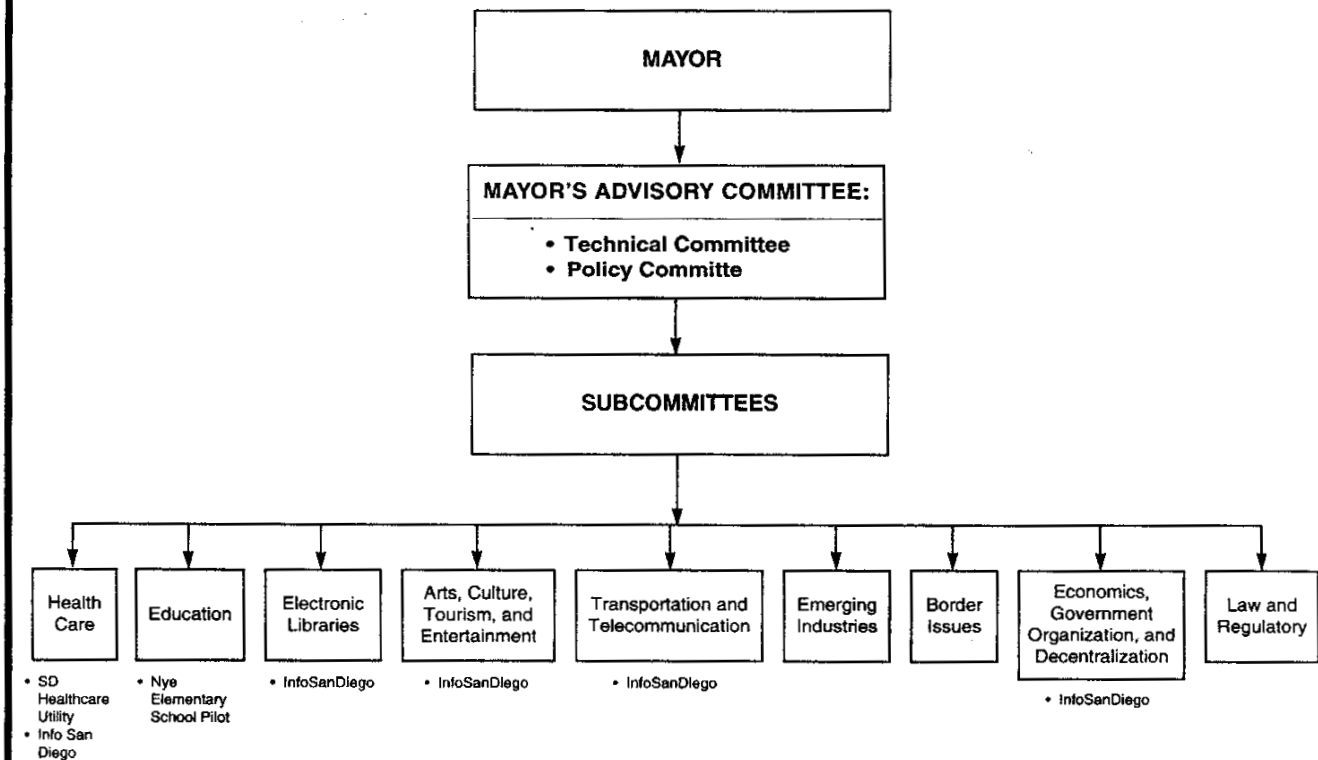 MAYOR
MAYOR'S ADVISORY COMMITTEE:
• Technical Committee
• Policy Committe
SUBCOMMITTEES
Health
Care
• SD
Healthcare
Utility
• Info San
Diego
Education
• Nye
Elementary
School Pilot
Electronic
Libraries
• InfoSanDiego
Arts, Culture,
Tourism, and
Entertainment
• InfoSanDiego
Transportation and
Telecommunication
• InfoSanDiego
Emerging
Industries
Border
Issues
Economics,
Government
Organization, and
Decentralization
• InfoSanDiego
Law and
Regulatory